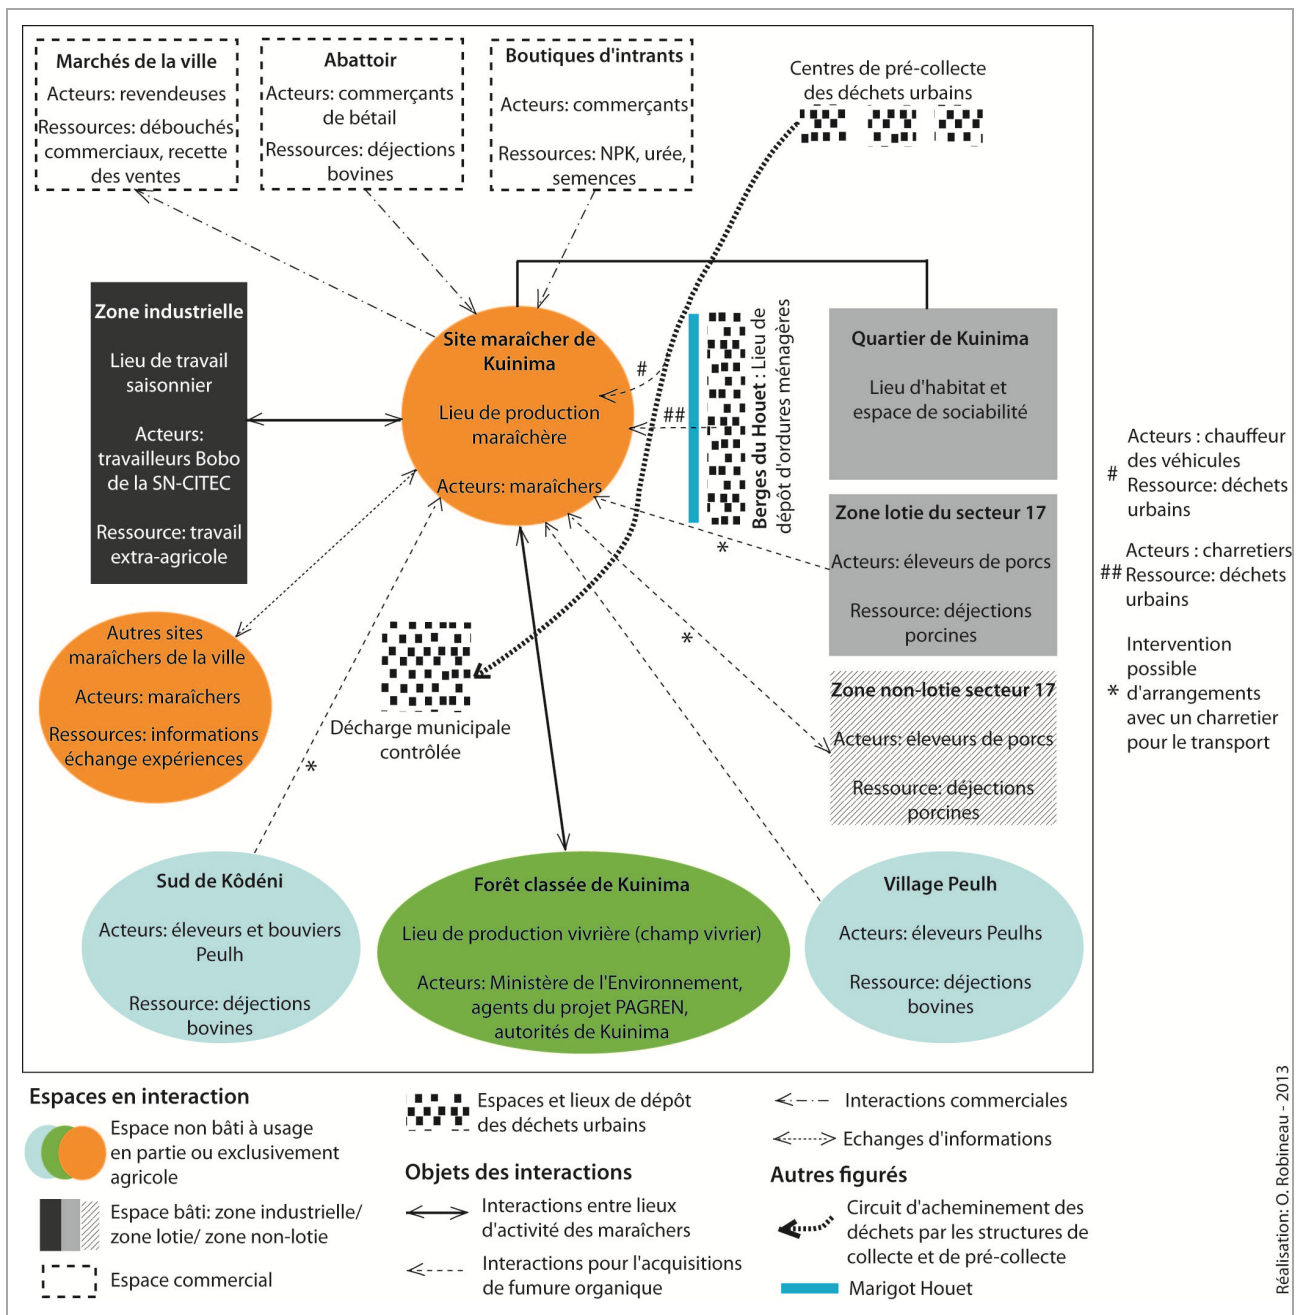 Marchés de la ville
Acteurs: revendeuses
Ressources: débouchés
commerciaux, recette
des ventes
Abattoir
Acteurs: commerçants
de bétail
Ressources: déjections
bovines
Boutiques d'intrants
Acteurs: commerçants
Ressources: NPK, urée,
semences
Centres de pré-collecte
des déchets urbains
Zone industrielle
Lieu de travail
saisonnier
Acteurs:
travailleurs Bobo
de la SN-CITEC
Ressource: travail
extra-agricole
Site maraîcher de
Kuinima
Lieu de production
maraîchère
Acteurs: maraîchers
#
##
Berges du Houet : Lieu de
dépôt d'ordures ménagères
Quartier de Kuinima
Lieu d'habitat et
espace de sociabilité
Zone lotie du secteur 17
Acteurs: éleveurs de porcs
Ressource: déjections
porcines
*
*
Zone non-lotie secteur 17
Acteurs: éleveurs de porcs
Ressource: déjections
porcines
Autres sites
maraîchers de la ville
Acteurs: maraîchers
Ressources: informations
échange expériences
*
Décharge municipale
contrôlée
Sud de Kôdéni
Acteurs: éleveurs et bouviers
Peulh
Ressource: déjections
bovines
Forêt classée de Kuinima
Lieu de production vivrière (champ vivrier)
Acteurs: Ministère de l'Environnement,
agents du projet PAGREN,
autorités de Kuinima
Village Peulh
Acteurs: éleveurs Peulhs
Ressource: déjections
bovines
# Acteurs : chauffeur
des véhicules
Ressource: déchets
urbains
## Acteurs : charretiers
Ressource: déchets
urbains
* Intervention
possible
d'arrangements
avec un charretier
pour le transport
Espaces en interaction
Espace non bâti à usage
en partie ou exclusivement
agricole
Espace bâti: zone industrielle/
zone lotie/ zone non-lotie
Espace commercial
Espaces et lieux de dépôt
des déchets urbains
Objets des interactions
Interactions entre lieux
d'activité des maraîchers
Interactions pour l'acquisitions
de fumure organique
Interactions commerciales
Echanges d'informations
Autres figurés
Circuit d'acheminement des
déchets par les structures de
collecte et de pré-collecte
Marigot Houet
Réalisation: O. Robineau - 2013